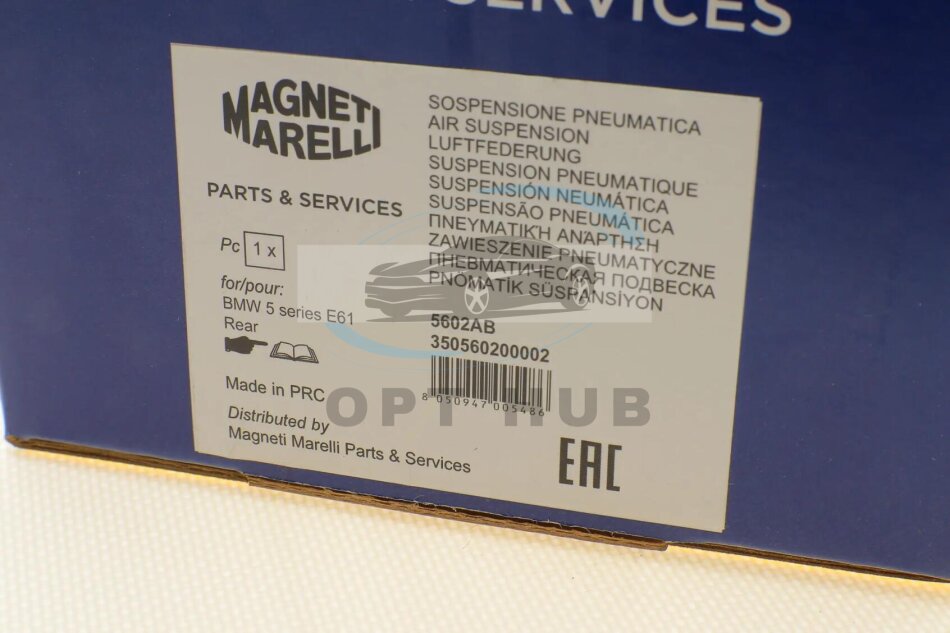 SERVICES
MAGNETI
MARELLI
PARTS & SERVICES
Pc 1 x
for/pour:
BMW 5 series E61
Rear
Made in PRC
Distributed by
Magneti Marelli Parts & Services
SOSPENSIONE PNEUMATICA
AIR SUSPENSION
LUFTFEDERUNG
SUSPENSION PNEUMATIQUE
SUSPENSIÓN NEUMÁTICA
SUSPENSÃO PNEUMÁTICA
ΠΝΕΥΜΑΤΙΚΉ ΑΝΆΡΤΗΣΗ
ZAWIESZENIE PNEUMATYCZNE
ПНЕВМАТИЧЕСКАЯ ПОДВЕСКА
PNÖMATİK SÜSPANSİYON
5602AB
350560200002
8 050947 005486
EAC
OPT HUB